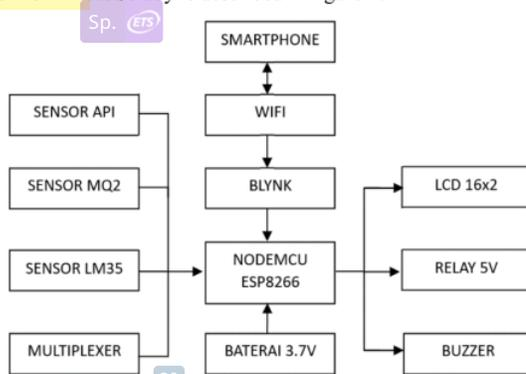 Sp. ETS
SMARTPHONE
SENSOR API
WIFI
SENSOR MQ2
BLYNK
LCD 16x2
SENSOR LM35
NODEMCU
ESP8266
RELAY 5V
MULTIPLEXER
BATERAI 3.7V
BUZZER